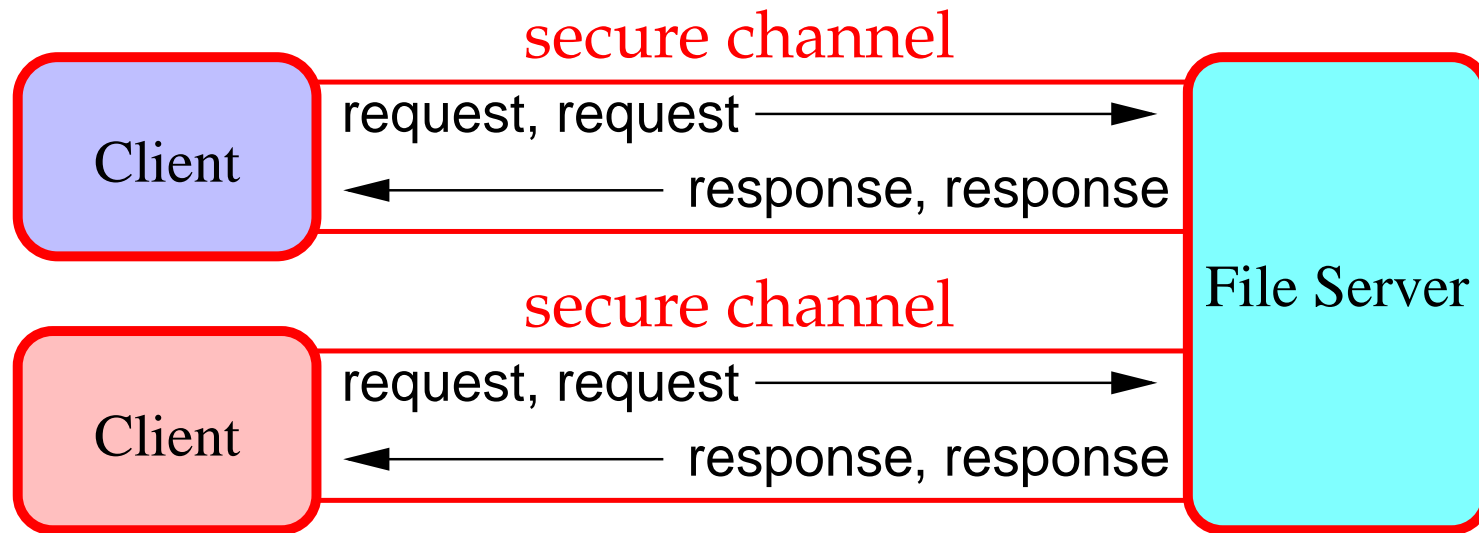 secure channel
request, request
Client
response, response
File Server
secure channel
request, request
Client
response, response